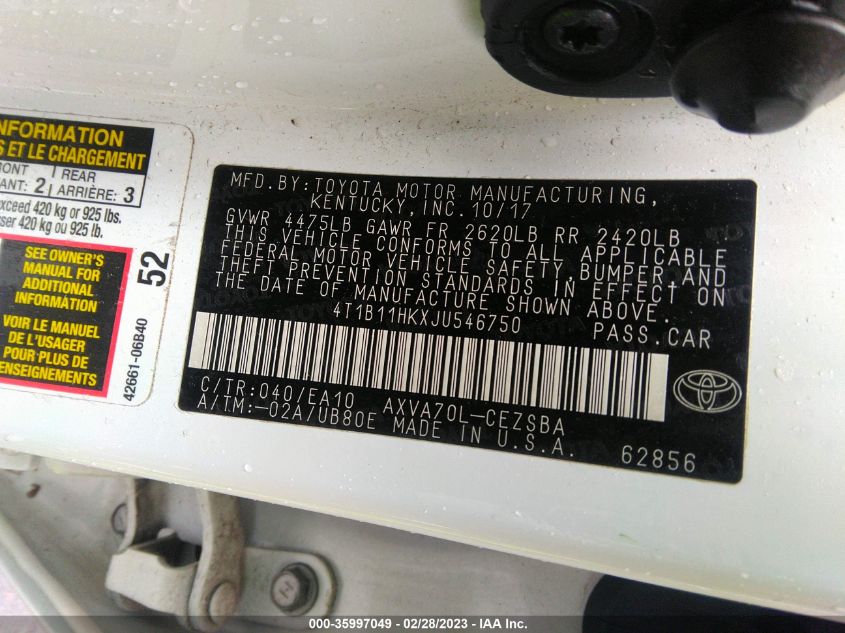 NFORMATION
S ET LE CHARGEMENT
RONT
ANT: 2
REAR
ARRIÈRE: 3
exceed 420 kg or 925 lbs.
ser 420 kg ou 925 lb.
SEE OWNER'S
MANUAL FOR
ADDITIONAL
INFORMATION
VOIR LE MANUEL
DE L'USAGER
POUR PLUS DE
RENSEIGNEMENTS
52
42661-06B40
MFD.BY:TOYOTA MOTOR MANUFACTURING,
KENTUCKY, INC.10/17
GVWR 4475LB GAWR FR 2620LB RR 2420LB
THIS VEHICLE CONFORMS TO ALL APPLICABLE
FEDERAL MOTOR VEHICLE SAFETY,BUMPER,AND
THEFT PREVENTION STANDARDS IN EFFECT ON
THE DATE OF MANUFACTURE SHOWN ABOVE.
4T1B11HKXJU546750 PASS.CAR
C/TR:040/EA10 AXVA70L-CEZSBA
A/TM:-02A/UB80E MADE IN U.S.A.
62856
000-35997049 - 02/28/2023 - IAA Inc.